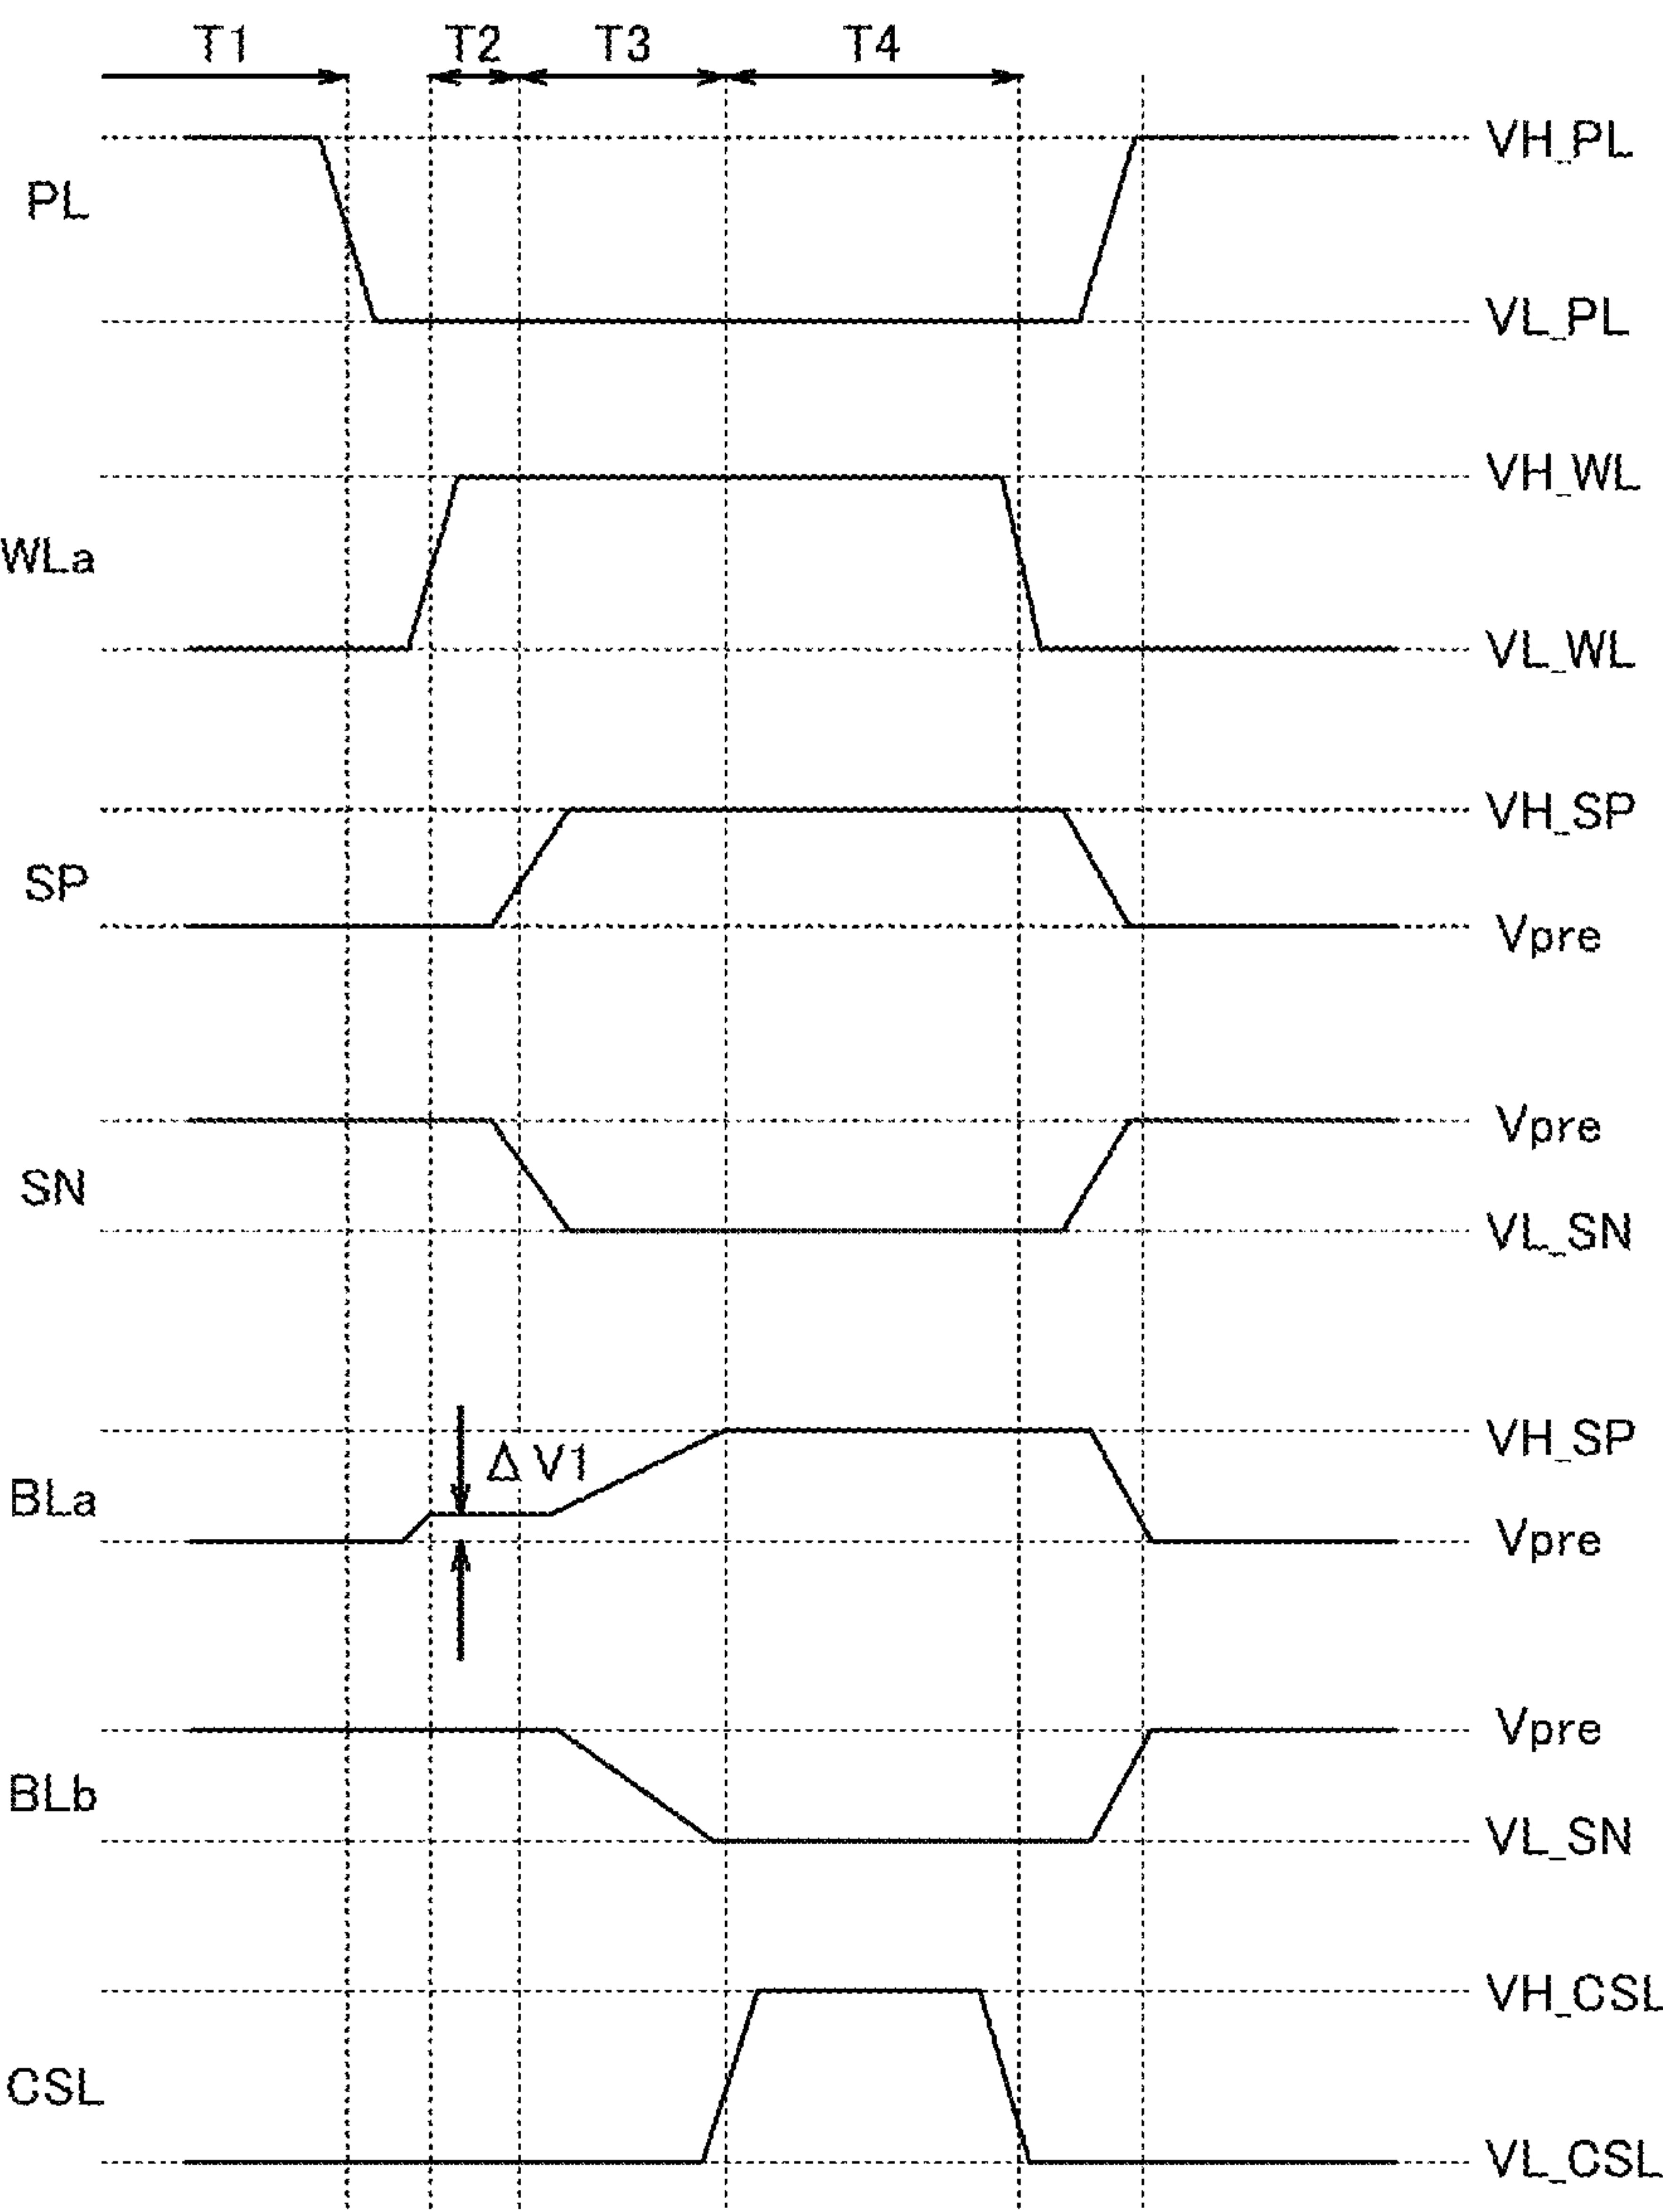 T1 T2 T3 T4
VH_PL
PL
VL_PL
VH_WL
WLa
VL_WL
VH_SP
SP
Vpre
Vpre
SN
VL_SN
VH_SP
Δ V1
BLa
Vpre
Vpre
BLb
VL_SN
VH_CSL
CSL
VL_CSL